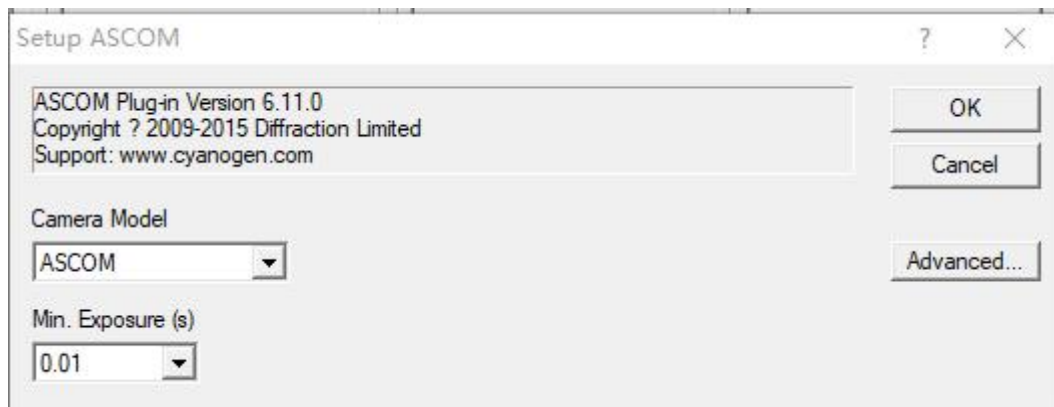 Setup ASCOM
?
ASCOM Plug-in Version 6.11.0
Copyright ? 2009-2015 Diffraction Limited
Support: www.cyanogen.com
OK
Cancel
Camera Model
ASCOM
Advanced...
Min. Exposure (s)
0.01